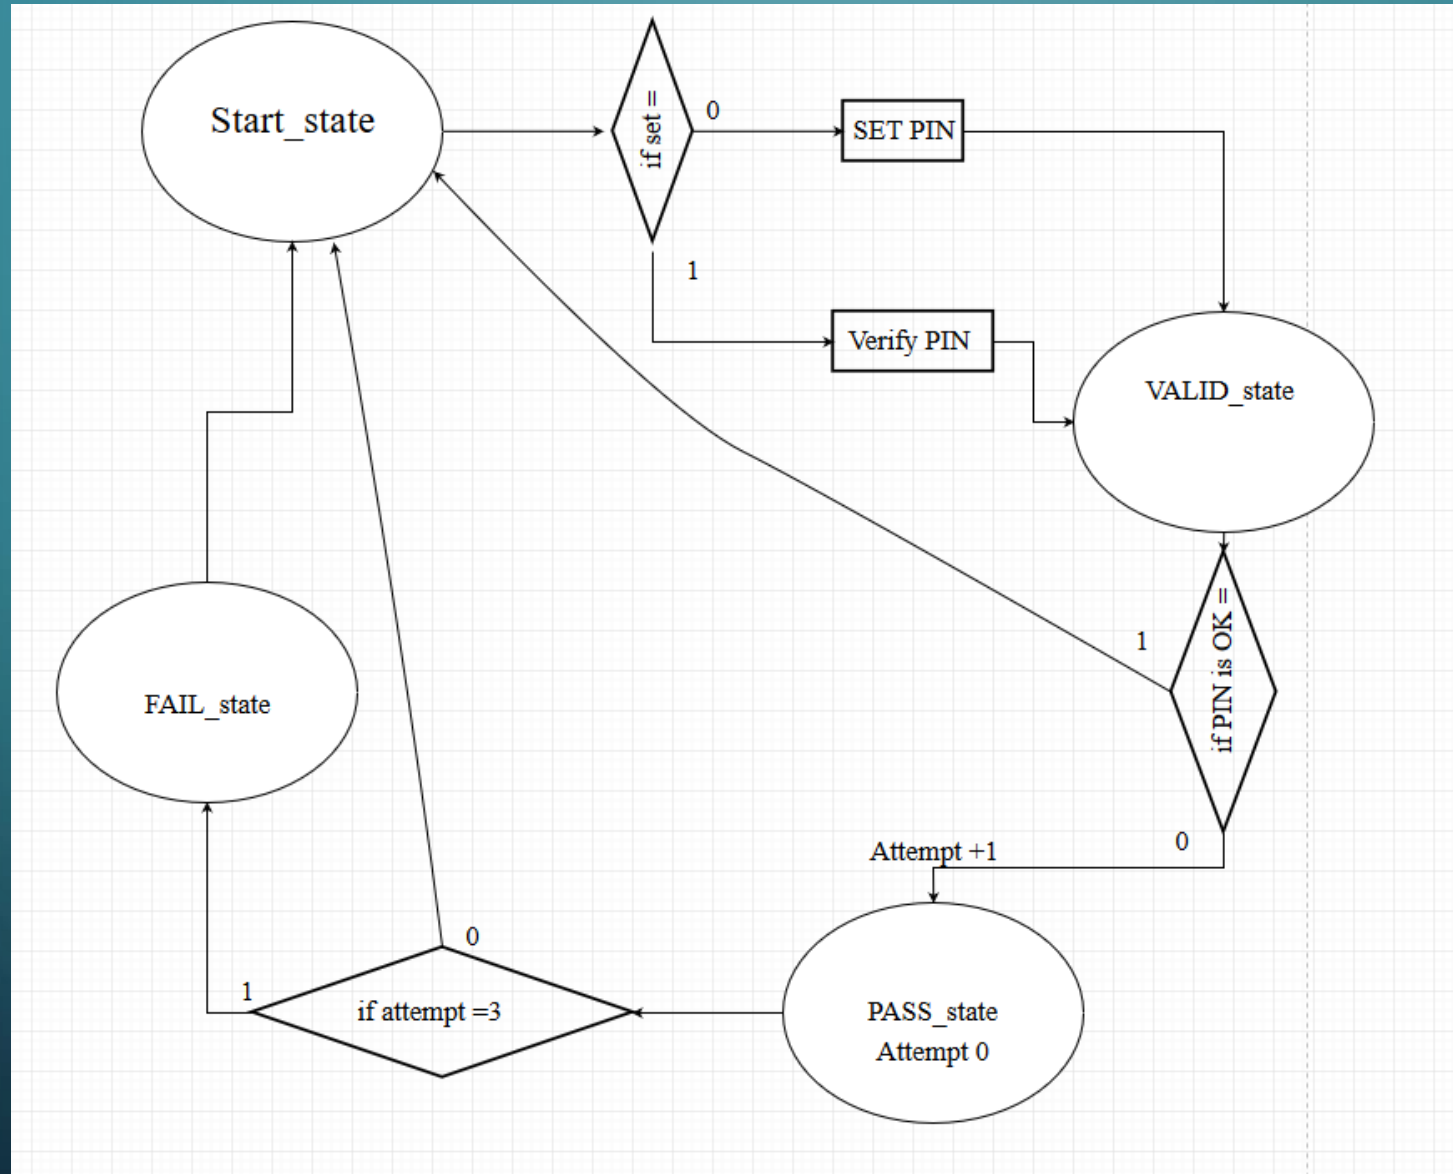 Start_state
if set =
0
SET PIN
1
Verify PIN
VALID_state
if PIN is OK =
1
0
Attempt +1
FAIL_state
0
1
if attempt =3
PASS_state
Attempt 0